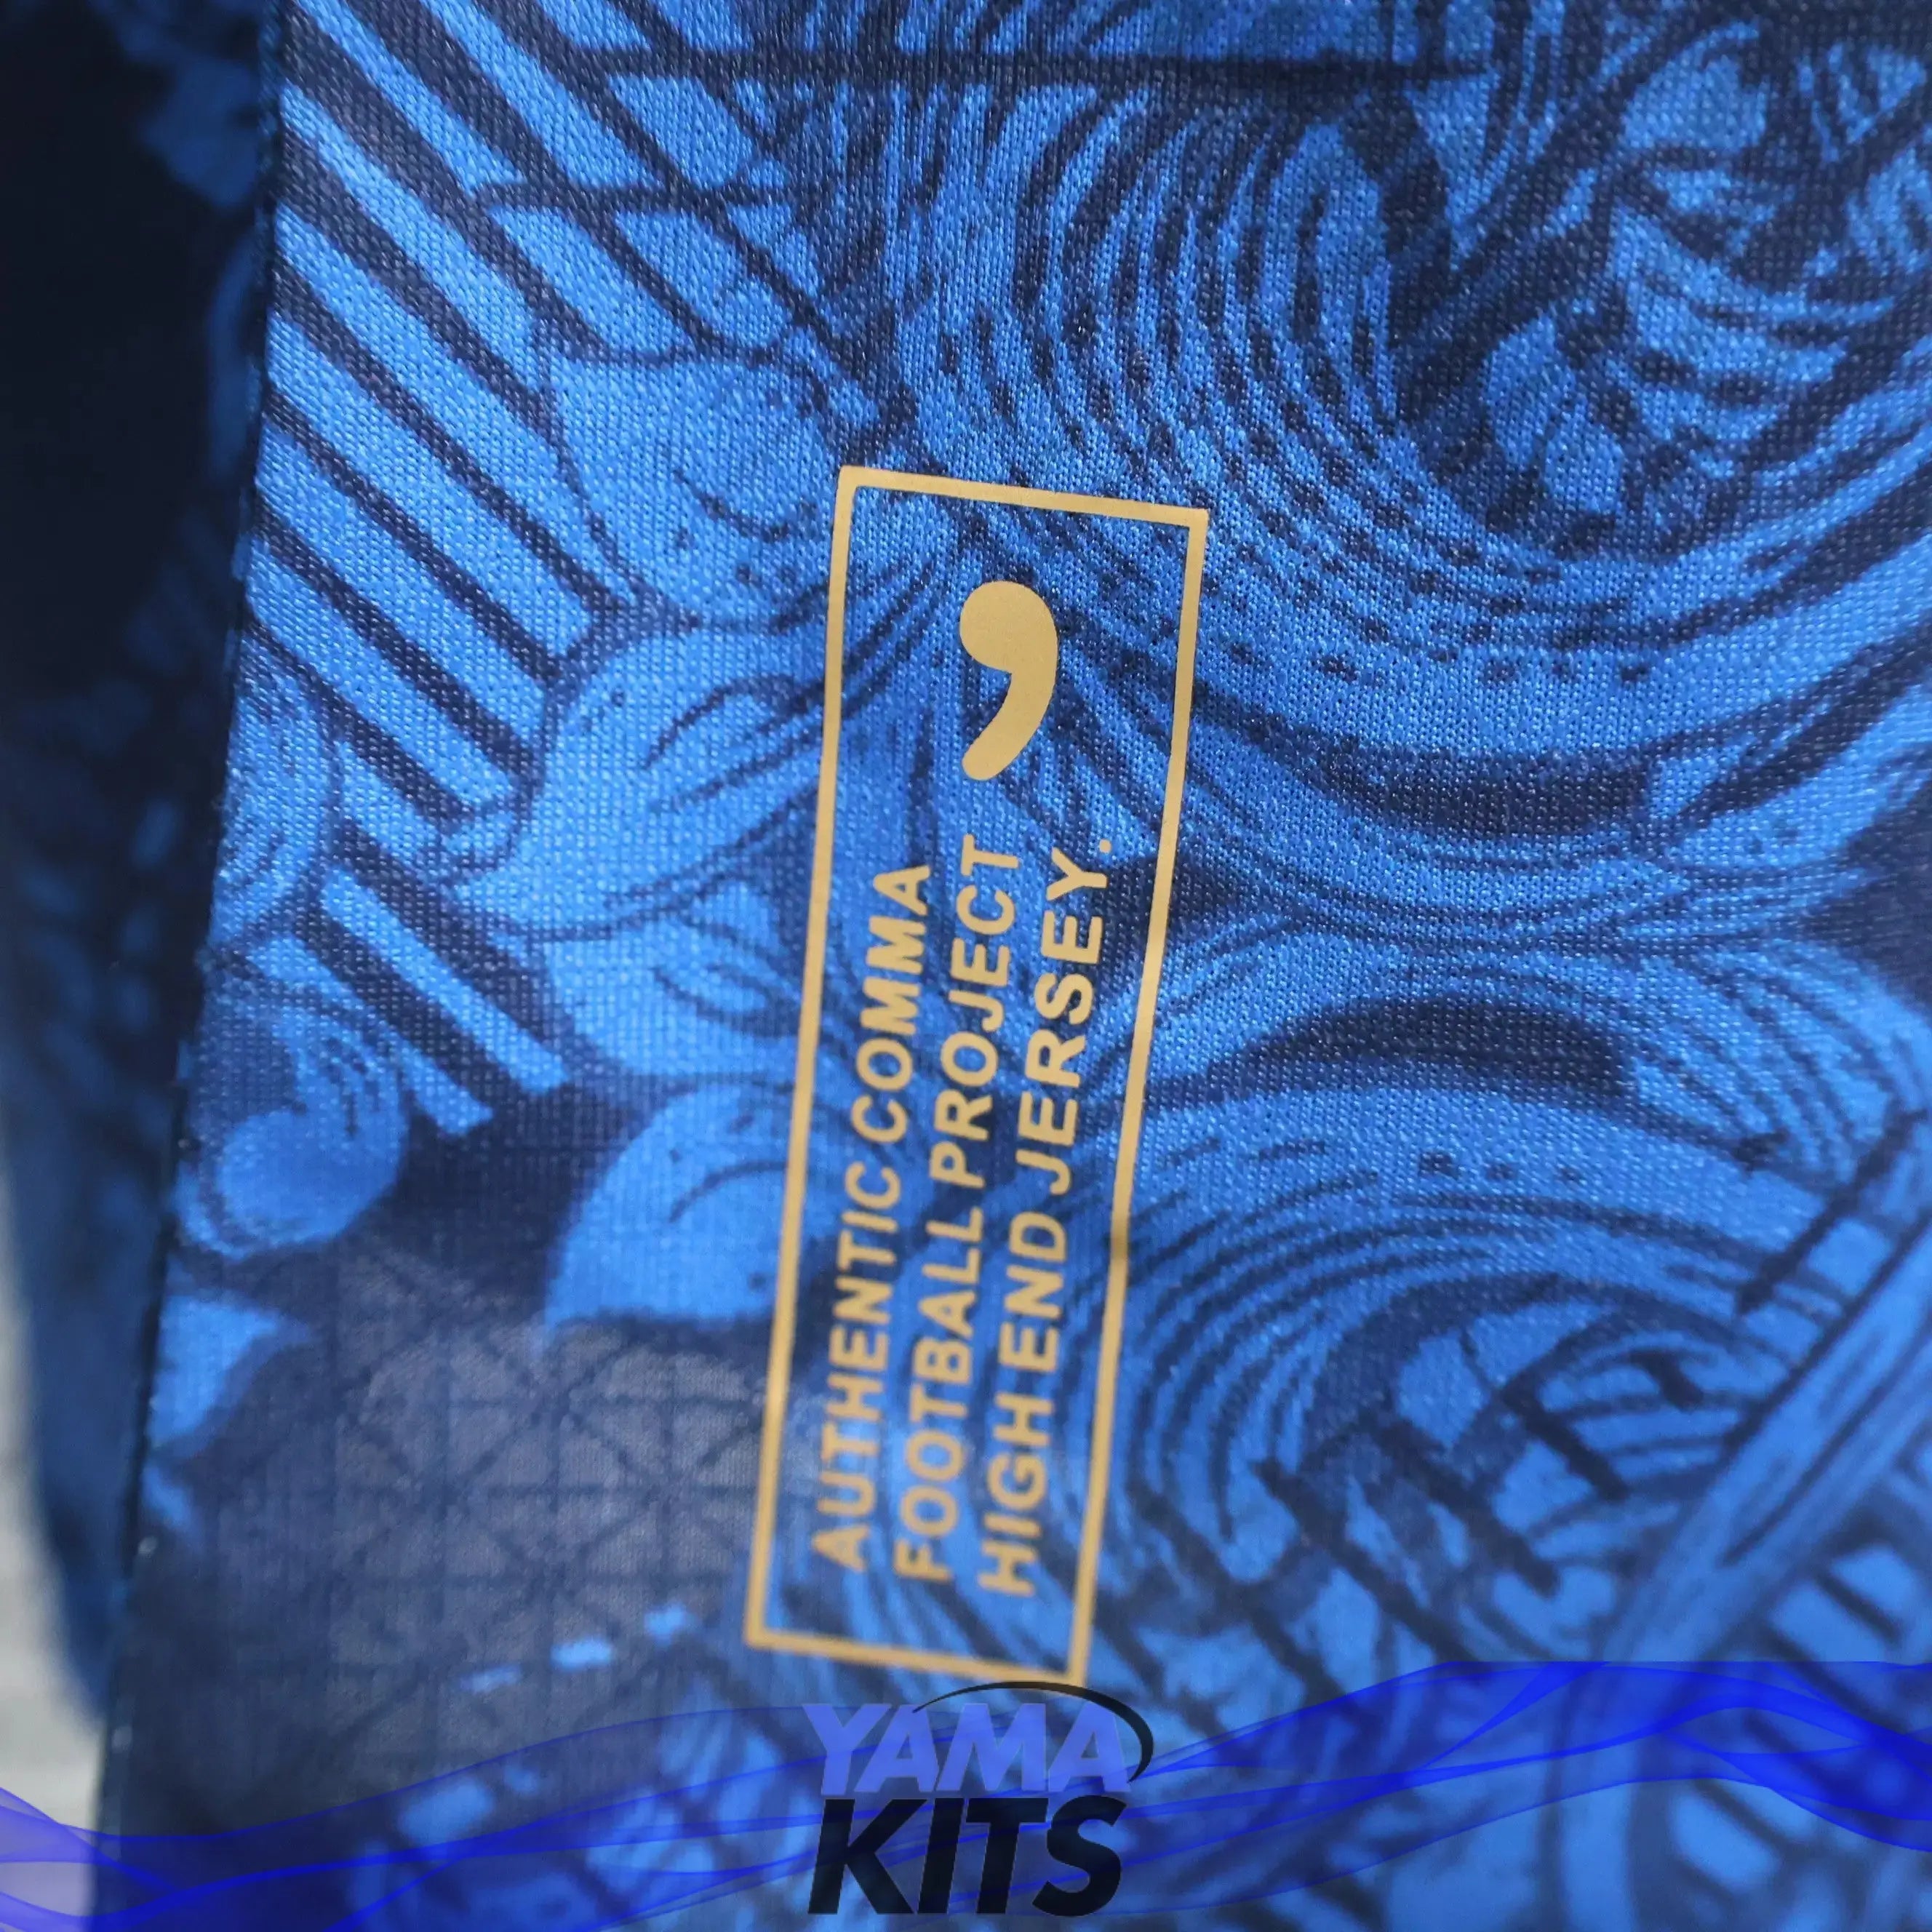 AUTHENTIC COMMA
FOOTBALL PROJECT
HIGH END JERSEY.
YAMA
KITS